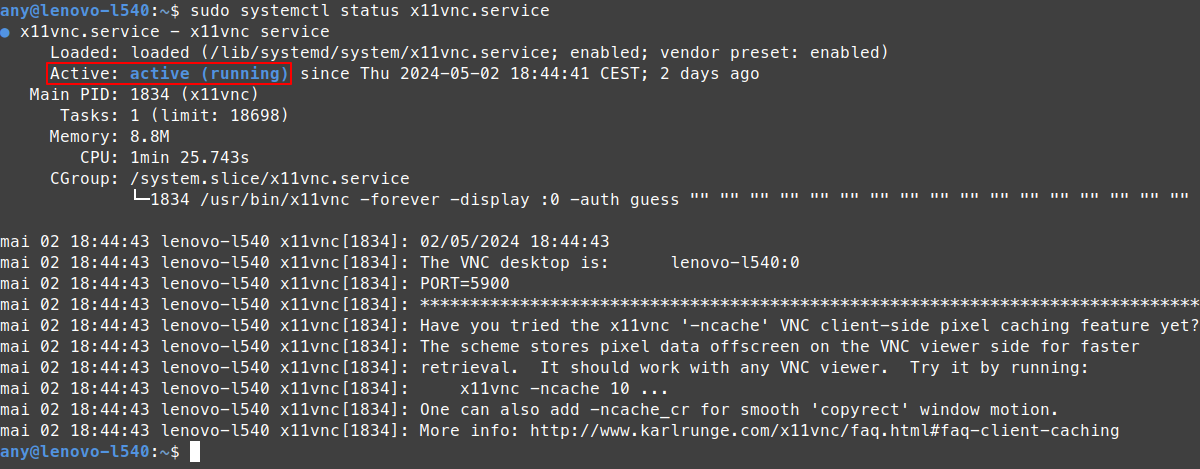 any@lenovo-l540:~$ sudo systemctl status x11vnc.service
● x11vnc.service - x11vnc service
     Loaded: loaded (/lib/systemd/system/x11vnc.service; enabled; vendor preset: enabled)
     Active: active (running) since Thu 2024-05-02 18:44:41 CEST; 2 days ago
   Main PID: 1834 (x11vnc)
      Tasks: 1 (limit: 18698)
     Memory: 8.8M
        CPU: 1min 25.743s
     CGroup: /system.slice/x11vnc.service
             └─1834 /usr/bin/x11vnc -forever -display :0 -auth guess "" "" "" "" "" "" "" "" "" "" "" "" "" "" "" "" ""

mai 02 18:44:43 lenovo-l540 x11vnc[1834]: 02/05/2024 18:44:43
mai 02 18:44:43 lenovo-l540 x11vnc[1834]: The VNC desktop is:      lenovo-l540:0
mai 02 18:44:43 lenovo-l540 x11vnc[1834]: PORT=5900
mai 02 18:44:43 lenovo-l540 x11vnc[1834]: ******************************************************************************
mai 02 18:44:43 lenovo-l540 x11vnc[1834]: Have you tried the x11vnc '-ncache' VNC client-side pixel caching feature yet?
mai 02 18:44:43 lenovo-l540 x11vnc[1834]: The scheme stores pixel data offscreen on the VNC viewer side for faster
mai 02 18:44:43 lenovo-l540 x11vnc[1834]: retrieval.  It should work with any VNC viewer.  Try it by running:
mai 02 18:44:43 lenovo-l540 x11vnc[1834]:     x11vnc -ncache 10 ...
mai 02 18:44:43 lenovo-l540 x11vnc[1834]: One can also add -ncache_cr for smooth 'copyrect' window motion.
mai 02 18:44:43 lenovo-l540 x11vnc[1834]: More info: http://www.karlrunge.com/x11vnc/faq.html#faq-client-caching
any@lenovo-l540:~$